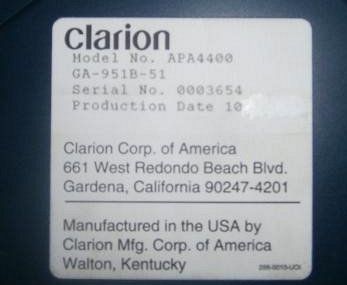 clarion
Model No. APA4400
GA-951B-51
Serial No. 0003654
Production Date 10
Clarion Corp. of America
661 West Redondo Beach Blvd.
Gardena, California 90247-4201
Manufactured in the USA by
Clarion Mfg. Corp. of America
Walton, Kentucky